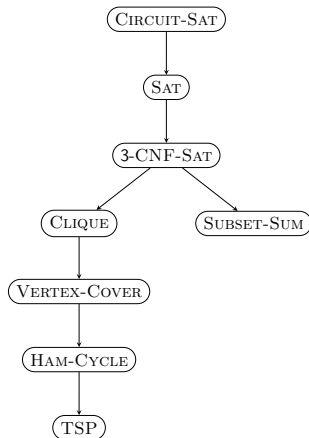 CIRCUIT-SAT
SAT
3-CNF-SAT
CLIQUE
SUBSET-SUM
VERTEX-COVER
HAM-CYCLE
TSP